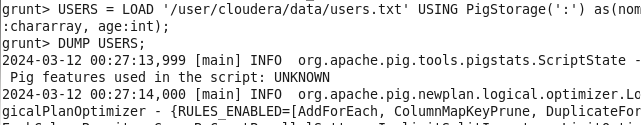 grunt> USERS = LOAD '/user/cloudera/data/users.txt' USING PigStorage(':') as(nom
:chararray, age:int);
grunt> DUMP USERS;
2024-03-12 00:27:13,999 [main] INFO  org.apache.pig.tools.pigstats.ScriptState -
 Pig features used in the script: UNKNOWN
2024-03-12 00:27:14,000 [main] INFO  org.apache.pig.newplan.logical.optimizer.Lo
gicalPlanOptimizer - {RULES_ENABLED=[AddForEach, ColumnMapKeyPrune, DuplicateFor